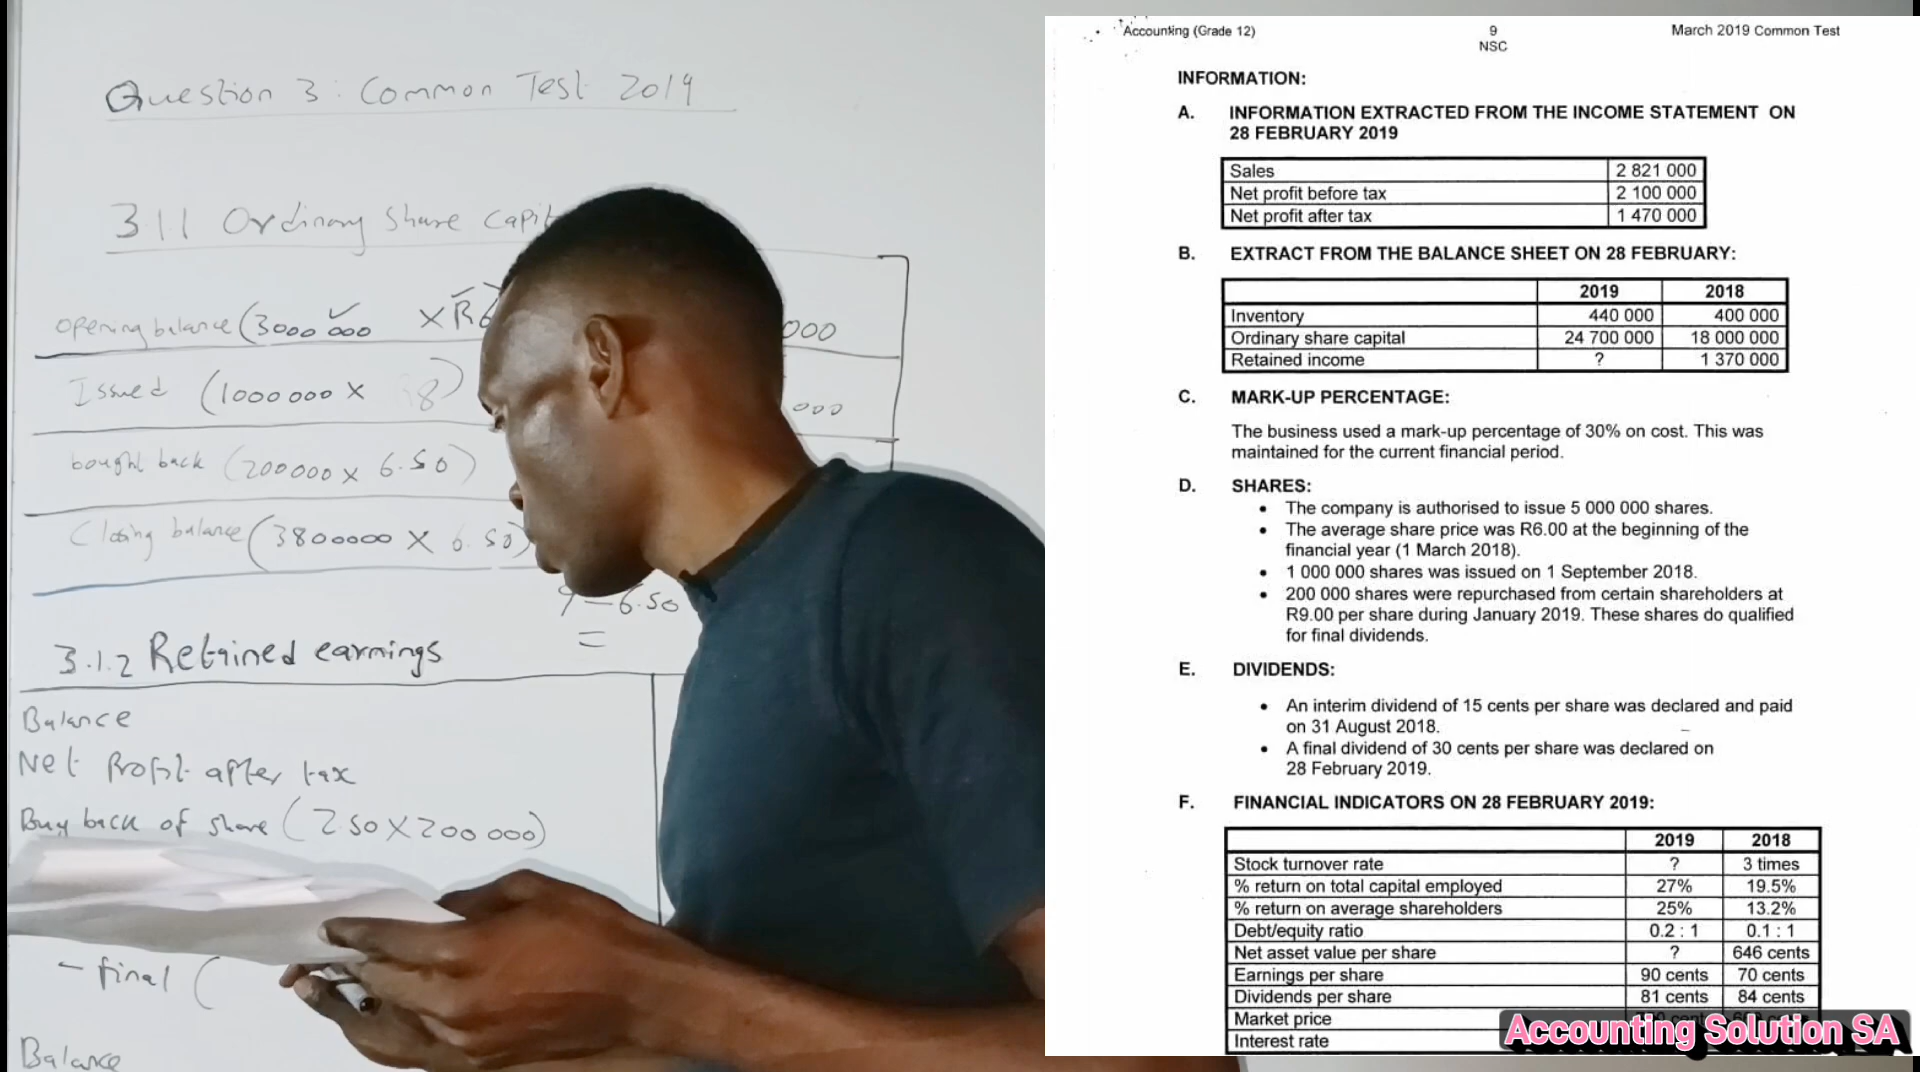 Question 3: Common Test 2019
3.1.1 Ordinary share capit
opening balance (3000 000 × R6
000
Issued (1000 000 × R8)
000
bought back (200000 × 6.50)
Closing balance (3800000 × 6.50)
9 - 6.50
=
3.1.2 Retained earnings
Balance
Net Profit after tax
Buy back of share (2.50 × 200 000)
- final (
Balance
Accounting (Grade 12) 9 March 2019 Common Test
NSC
INFORMATION:
A. INFORMATION EXTRACTED FROM THE INCOME STATEMENT ON
28 FEBRUARY 2019
Sales 2 821 000
Net profit before tax 2 100 000
Net profit after tax 1 470 000
B. EXTRACT FROM THE BALANCE SHEET ON 28 FEBRUARY:
2019 2018
Inventory 440 000 400 000
Ordinary share capital 24 700 000 18 000 000
Retained income ? 1 370 000
C. MARK-UP PERCENTAGE:
The business used a mark-up percentage of 30% on cost. This was
maintained for the current financial period.
D. SHARES:
• The company is authorised to issue 5 000 000 shares.
• The average share price was R6.00 at the beginning of the
financial year (1 March 2018).
• 1 000 000 shares was issued on 1 September 2018.
• 200 000 shares were repurchased from certain shareholders at
R9.00 per share during January 2019. These shares do qualified
for final dividends.
E. DIVIDENDS:
• An interim dividend of 15 cents per share was declared and paid
on 31 August 2018.
• A final dividend of 30 cents per share was declared on
28 February 2019.
F. FINANCIAL INDICATORS ON 28 FEBRUARY 2019:
2019 2018
Stock turnover rate ? 3 times
% return on total capital employed 27% 19.5%
% return on average shareholders 25% 13.2%
Debt/equity ratio 0.2 : 1 0.1 : 1
Net asset value per share ? 646 cents
Earnings per share 90 cents 70 cents
Dividends per share 81 cents 84 cents
Market price
Interest rate
Accounting Solution SA